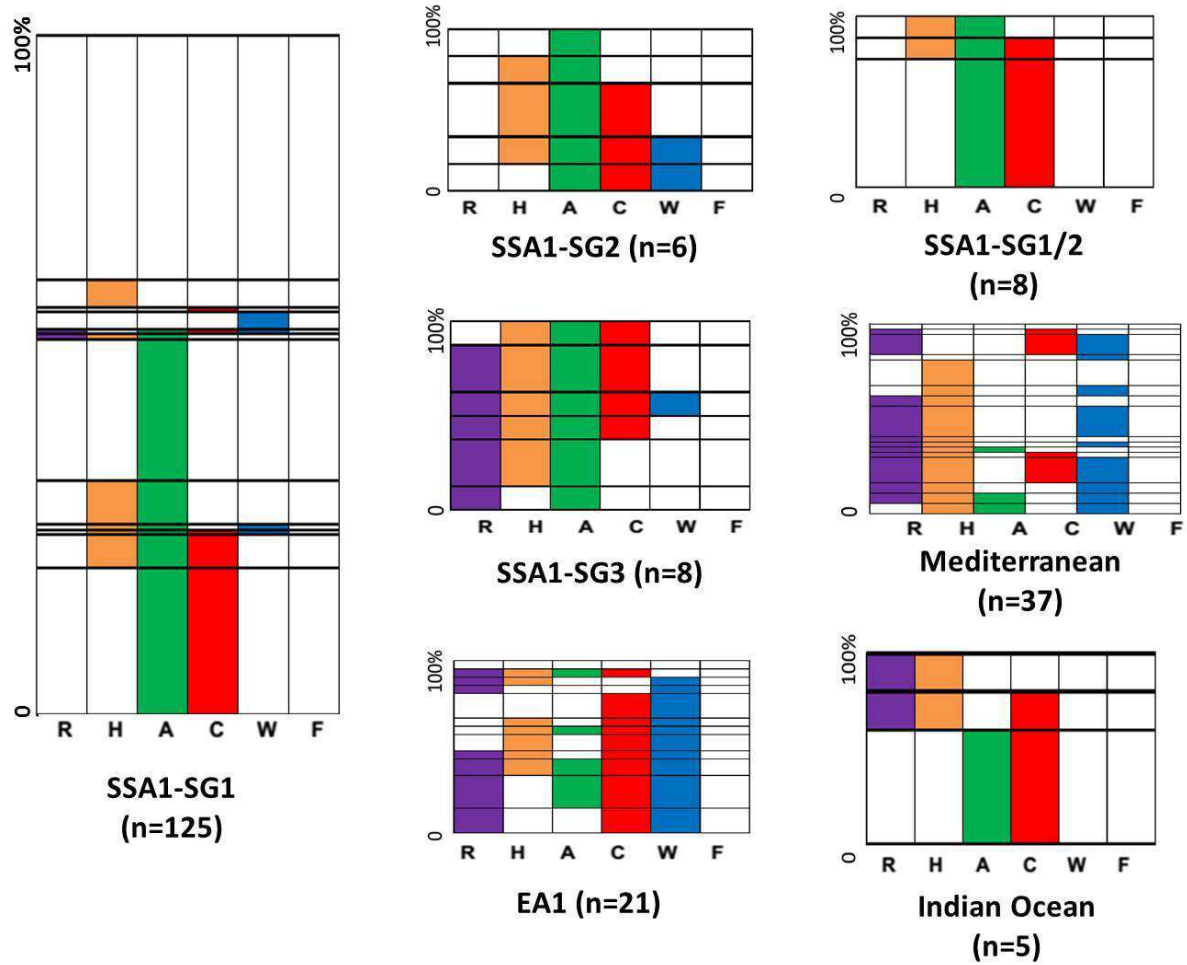 100%
0
R H A C W F
SSA1-SG1
(n=125)
100%
0
R H A C W F
SSA1-SG2 (n=6)
100%
0
R H A C W F
SSA1-SG1/2
(n=8)
100%
0
R H A C W F
SSA1-SG3 (n=8)
100%
0
R H A C W F
Mediterranean
(n=37)
100%
0
R H A C W F
EA1 (n=21)
100%
0
R H A C W F
Indian Ocean
(n=5)